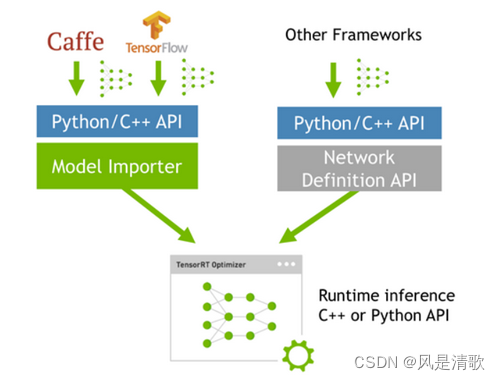 Caffe
TensorFlow
Other Frameworks
Python/C++ API
Model Importer
Python/C++ API
Network
Definition API
TensorRT Optimizer
Runtime inference
C++ or Python API
CSDN @风是清歌